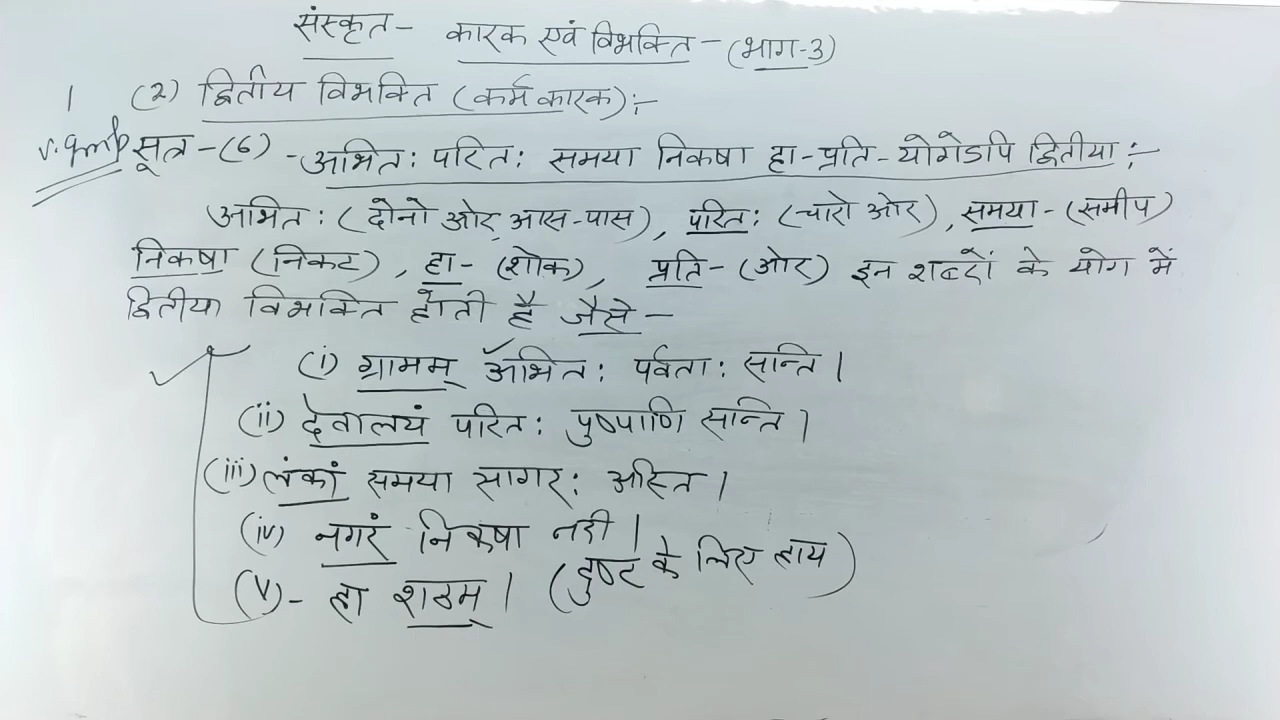 संस्कृत- कारक एवं विभक्ति - (भाग-3)
1 (2) द्वितीय विभक्ति (कर्म कारक):-
v.gmp सूत्र-(6) - अभितः परितः समया निकषा हा-प्रति-योगेऽपि द्वितीया :-
अभितः (दोनो ओर, आस-पास), परितः (चारो ओर), समया - (समीप)
निकषा (निकट), हा- (शोक), प्रति- (ओर) इन शब्दों के योग में
द्वितीया विभक्ति होती है जैसे -
(i) ग्रामम् अभितः पर्वताः सन्ति।
(ii) देवालयं परितः पुष्पाणि सन्ति।
(iii) लंकां समया सागरः अस्ति।
(iv) नगरं निकषा नदी।
(v)- हा शठम्। (दुष्ट के लिए हाय)